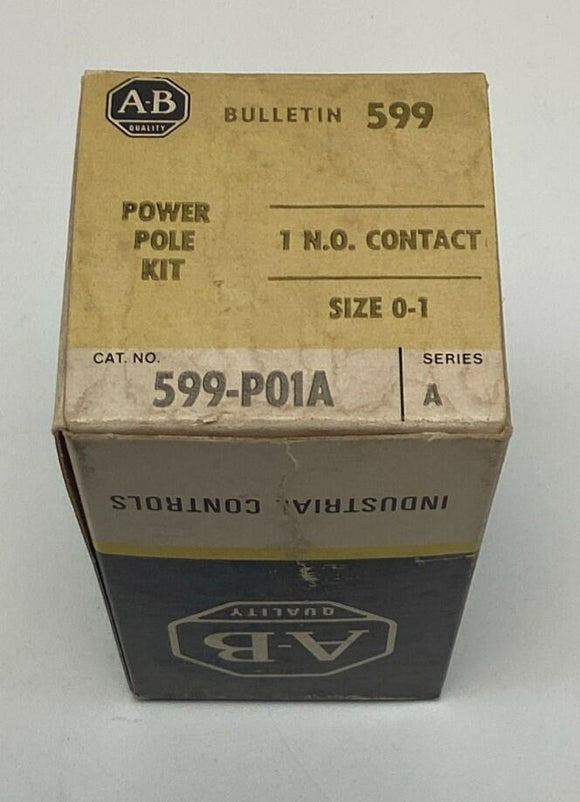 A-B
QUALITY
BULLETIN 599
POWER
POLE
KIT
1 N.O. CONTACT
SIZE 0-1
CAT. NO.
599-P01A
SERIES
A
INDUSTRIAL CONTROLS
A-B
QUALITY